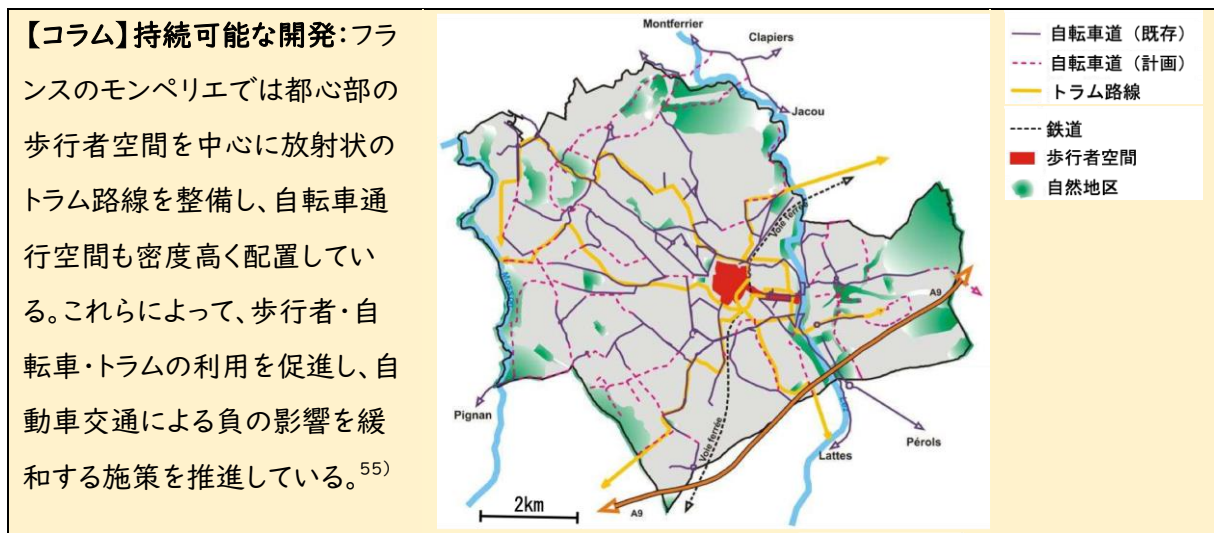 【コラム】持続可能な開発：フラ
ンスのモンペリエでは都心部の
歩行者空間を中心に放射状の
トラム路線を整備し、自転車通
行空間も密度高く配置してい
る。これらによって、歩行者・自
転車・トラムの利用を促進し、自
動車交通による負の影響を緩
和する施策を推進している。55)
Montferrier
Clapiers
Jacou
Voie ferrée
A9
Pignan
Voie ferrée
Lattes
Pérols
A9
2km
自転車道（既存）
自転車道（計画）
トラム路線
鉄道
歩行者空間
自然地区